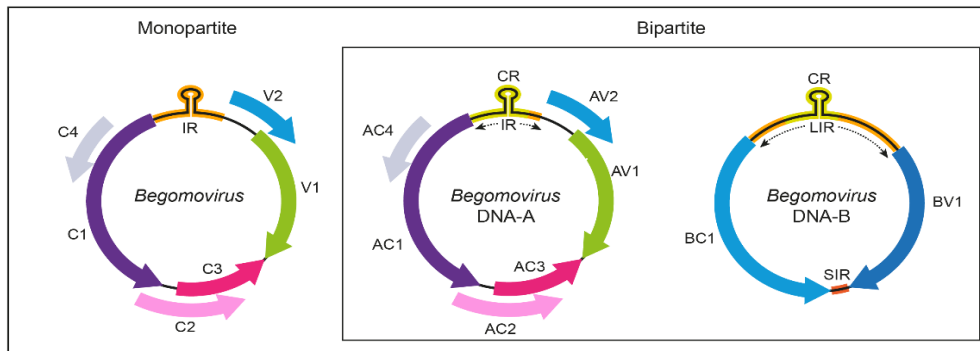 Monopartite
Bipartite
V2
IR
C4
V1
Begomovirus
C1
C3
C2
CR
AV2
IR
AC4
AV1
Begomovirus
DNA-A
AC1
AC3
AC2
CR
LIR
Begomovirus
DNA-B
BV1
BC1
SIR